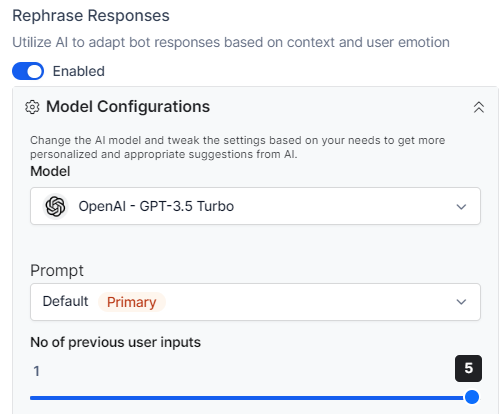 Rephrase Responses
Utilize AI to adapt bot responses based on context and user emotion
Enabled
Model Configurations
Change the AI model and tweak the settings based on your needs to get more
personalized and appropriate suggestions from AI.
Model
OpenAI - GPT-3.5 Turbo
Prompt
Default Primary
No of previous user inputs
1 5